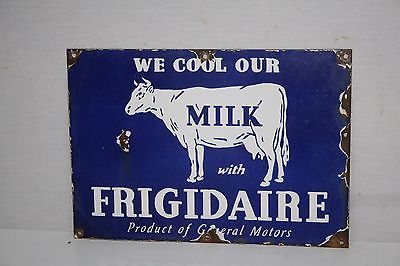 WE COOL OUR
MILK
with
FRIGIDAIRE
Product of General Motors